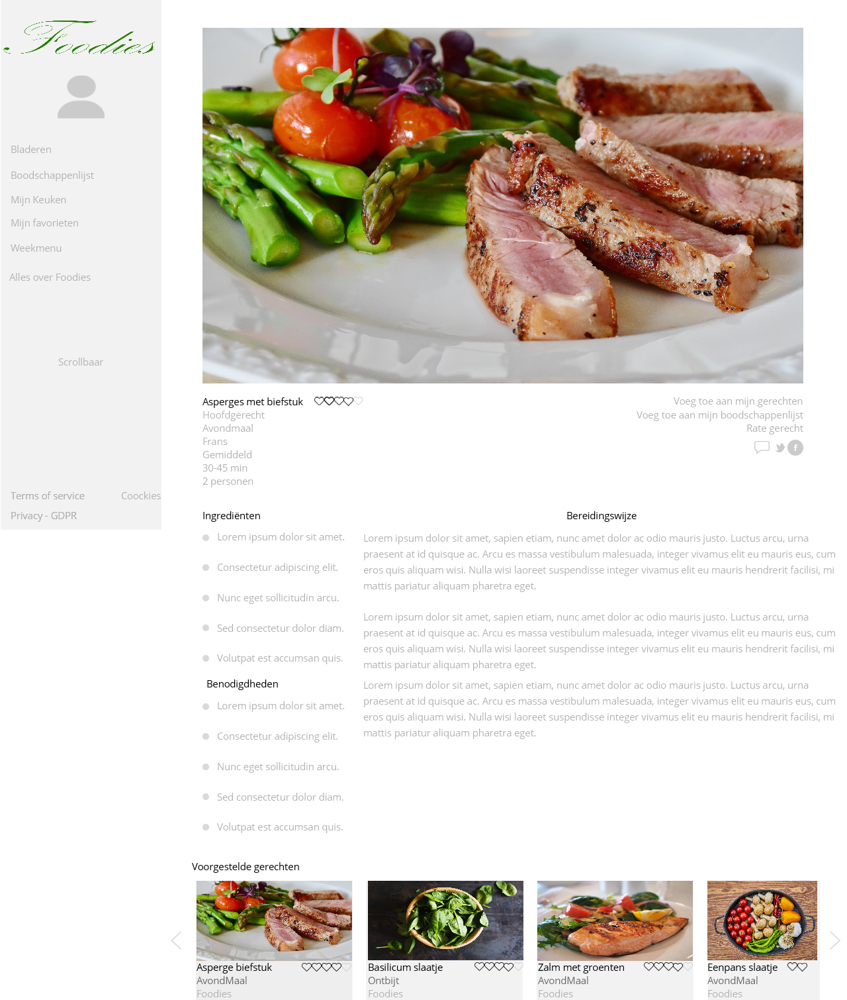 Foodies
Bladeren
Boodschappenlijst
Mijn Keuken
Mijn favorieten
Weekmenu
Alles over Foodies
Scrollbaar
Terms of service
Coockies
Privacy - GDPR
Asperges met biefstuk
Hoofdgerecht
Avondmaal
Frans
Gemiddeld
30-45 min
2 personen
Voeg toe aan mijn gerechten
Voeg toe aan mijn boodschappenlijst
Rate gerecht
Ingrediënten
Lorem ipsum dolor sit amet.
Consectetur adipiscing elit.
Nunc eget sollicitudin arcu.
Sed consectetur dolor diam.
Volutpat est accumsan quis.
Benodigdheden
Lorem ipsum dolor sit amet.
Consectetur adipiscing elit.
Nunc eget sollicitudin arcu.
Sed consectetur dolor diam.
Volutpat est accumsan quis.
Bereidingswijze
Lorem ipsum dolor sit amet, sapien etiam, nunc amet dolor ac odio mauris justo. Luctus arcu, urna
praesent at id quisque ac. Arcu es massa vestibulum malesuada, integer vivamus elit eu mauris eus, cum
eros quis aliquam wisi. Nulla wisi laoreet suspendisse integer vivamus elit eu mauris hendrerit facilisi, mi
mattis pariatur aliquam pharetra eget.
Lorem ipsum dolor sit amet, sapien etiam, nunc amet dolor ac odio mauris justo. Luctus arcu, urna
praesent at id quisque ac. Arcu es massa vestibulum malesuada, integer vivamus elit eu mauris eus, cum
eros quis aliquam wisi. Nulla wisi laoreet suspendisse integer vivamus elit eu mauris hendrerit facilisi, mi
mattis pariatur aliquam pharetra eget.
Lorem ipsum dolor sit amet, sapien etiam, nunc amet dolor ac odio mauris justo. Luctus arcu, urna
praesent at id quisque ac. Arcu es massa vestibulum malesuada, integer vivamus elit eu mauris eus, cum
eros quis aliquam wisi. Nulla wisi laoreet suspendisse integer vivamus elit eu mauris hendrerit facilisi, mi
mattis pariatur aliquam pharetra eget.
Voorgestelde gerechten
Asperge biefstuk
AvondMaal
Foodies
Basilicum slaatje
Ontbijt
Foodies
Zalm met groenten
AvondMaal
Foodies
Eenpans slaatje
AvondMaal
Foodies